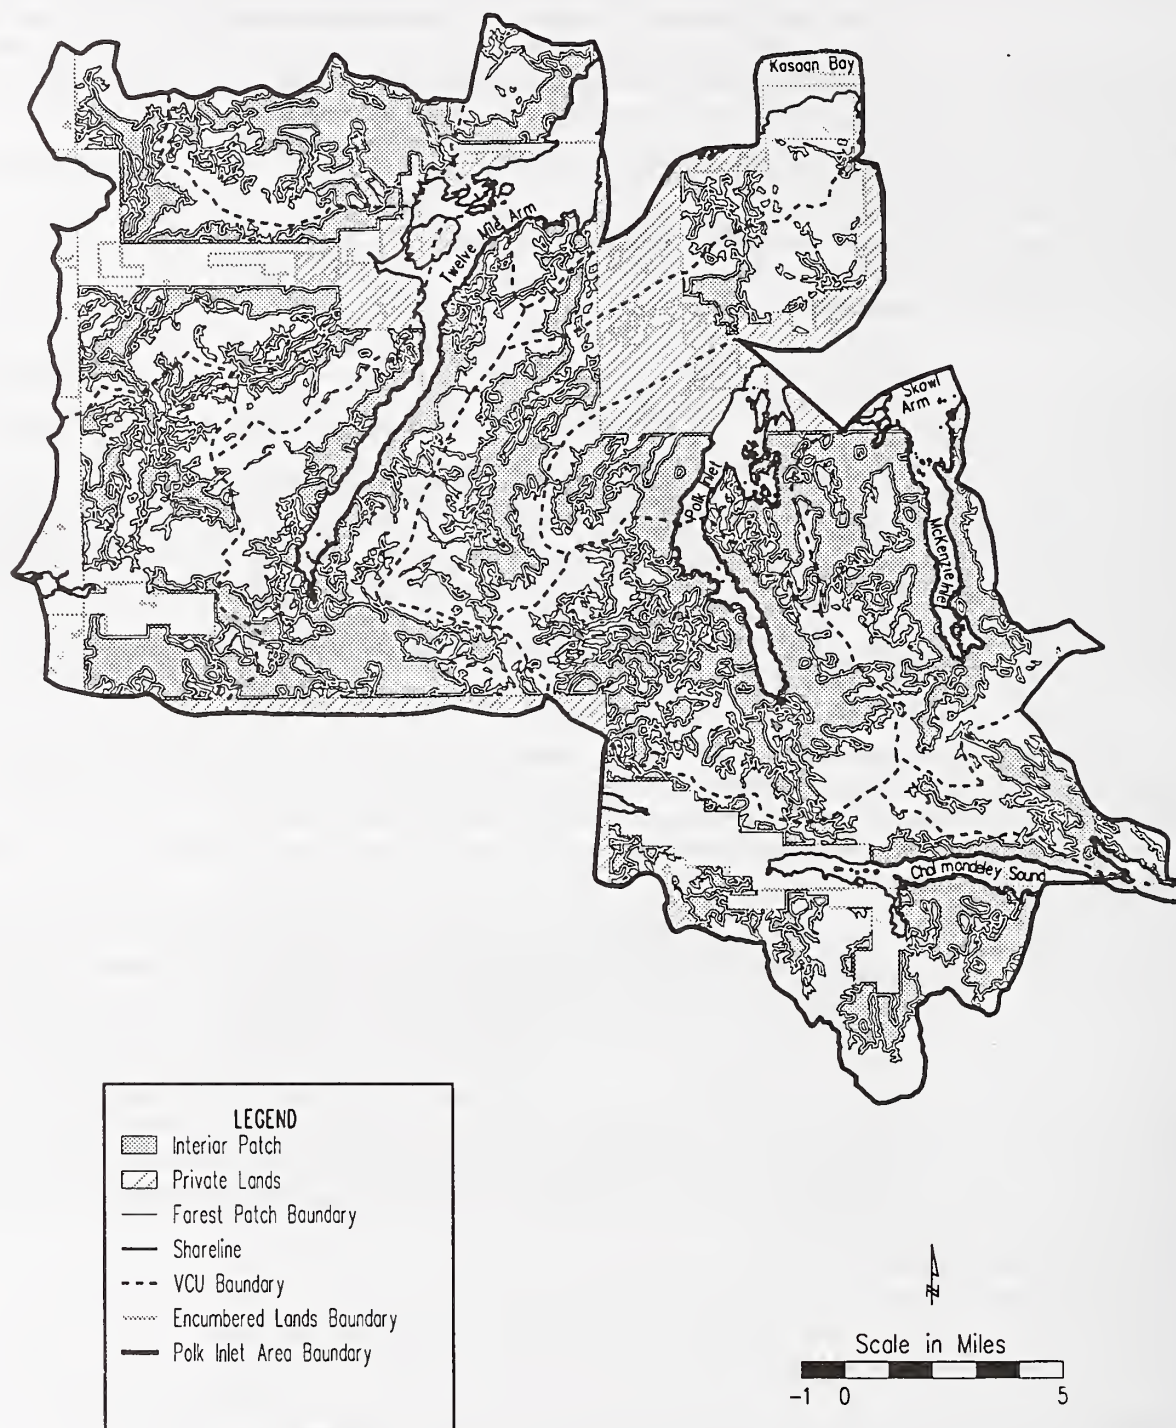 Kasaan Bay
Twelve Mile Arm
Skowl
Arm
Polk Inlet
McKenzie Inlet
Cholmondeley Sound
LEGEND
Interior Patch
Private Lands
Forest Patch Boundary
Shoreline
VCU Boundary
Encumbered Lands Boundary
Polk Inlet Area Boundary
N
Scale in Miles
-1 0 5